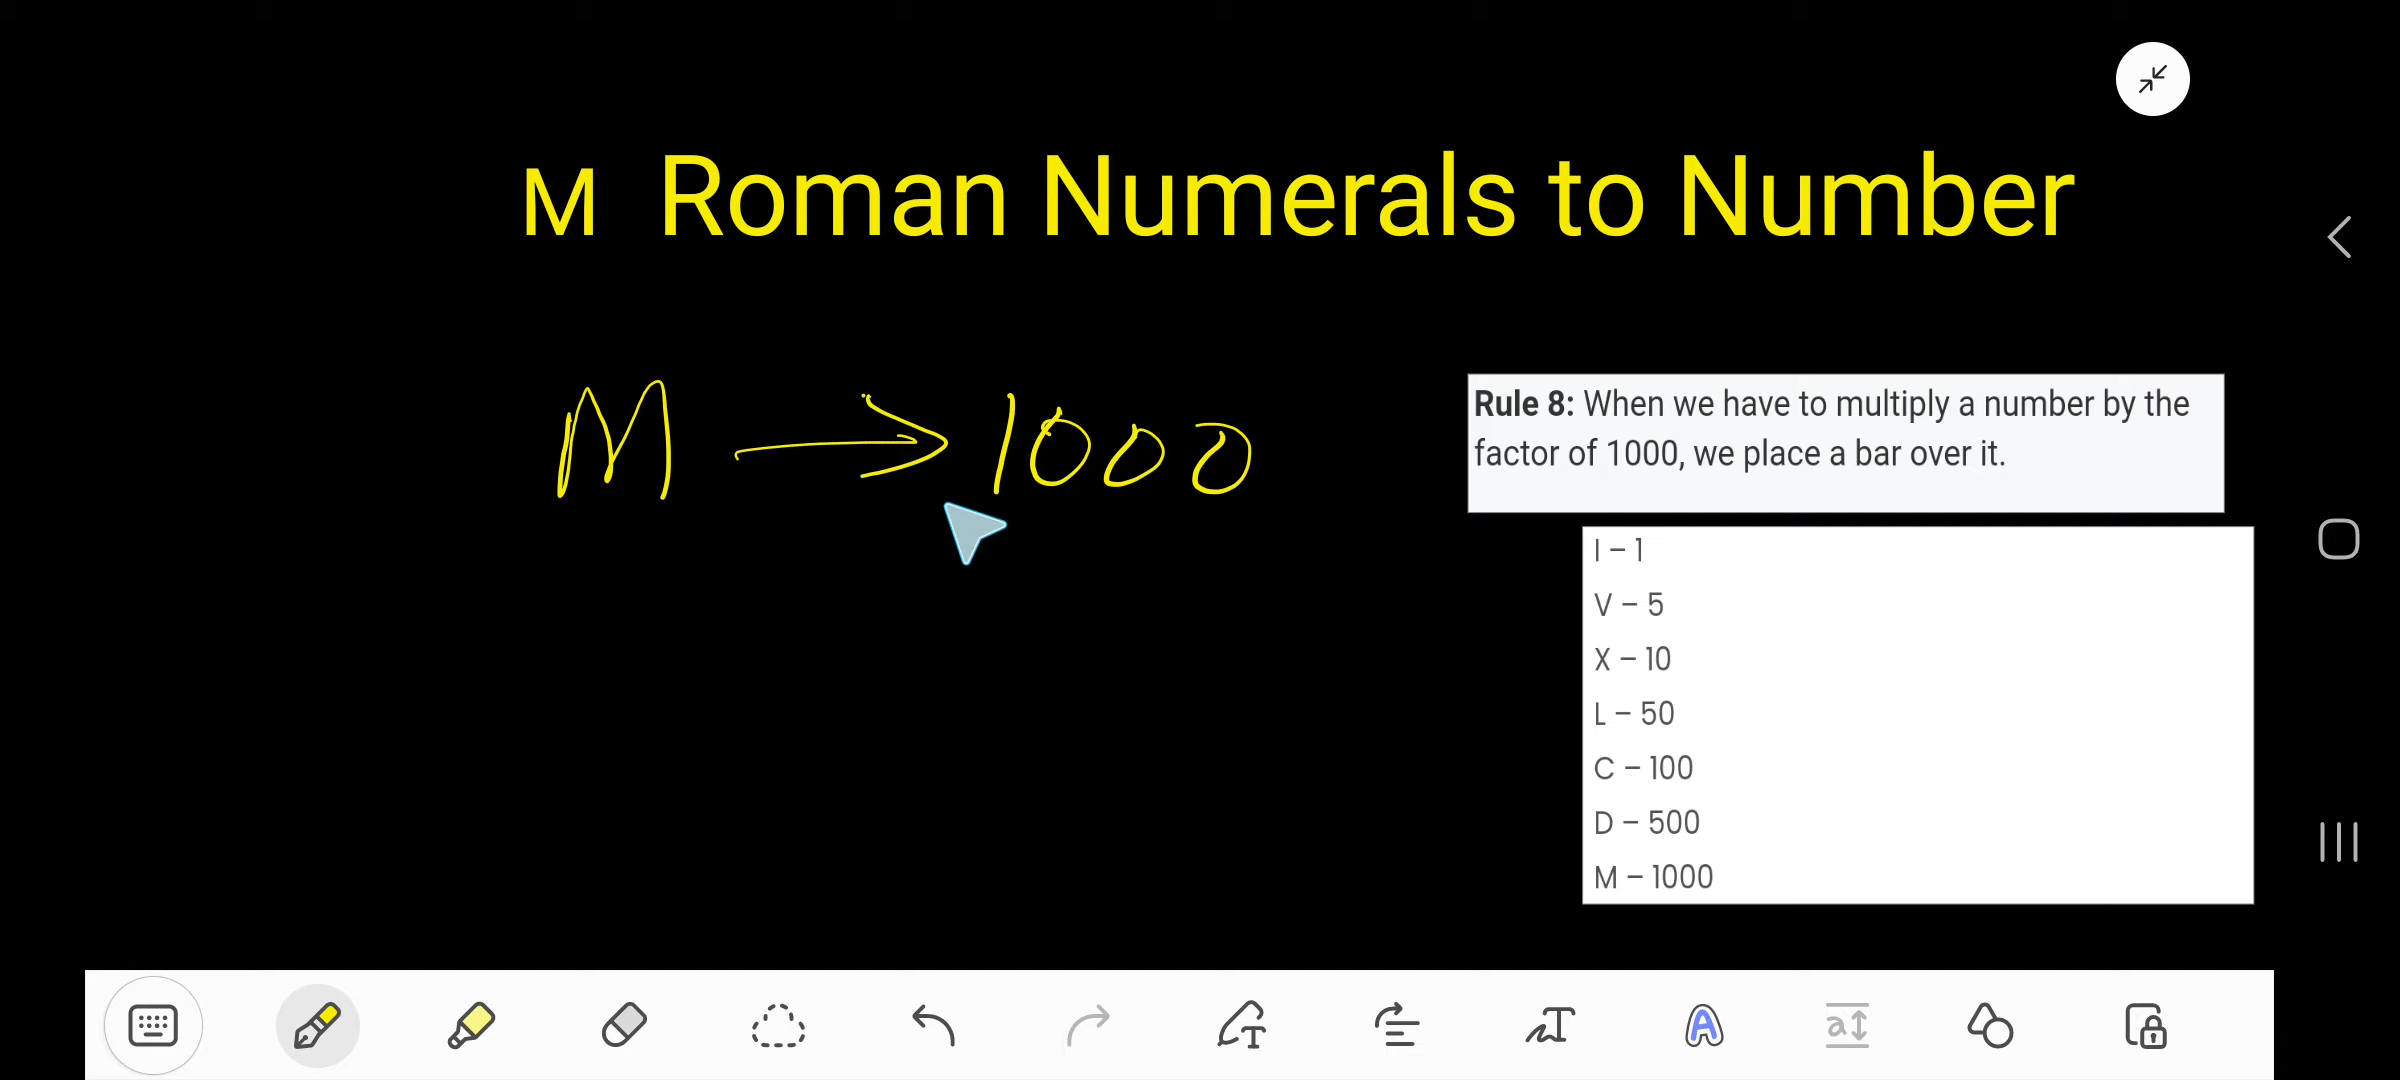 M Roman Numerals to Number
M → 1000
Rule 8: When we have to multiply a number by the
factor of 1000, we place a bar over it.
I – 1
V – 5
X – 10
L – 50
C – 100
D – 500
M – 1000